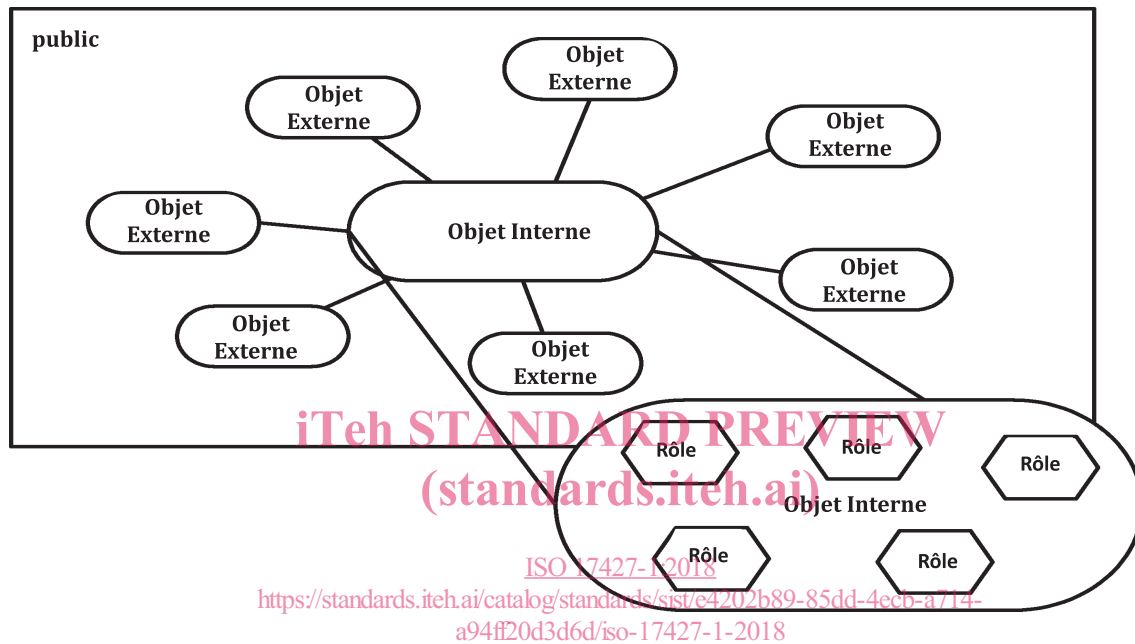 public
Objet
Externe
Objet
Externe
Objet
Externe
Objet
Externe
Objet Interne
Objet
Externe
Objet
Externe
Objet
Externe
iTeh STANDARD PREVIEW
(standards.iteh.ai)
Rôle
Rôle
Rôle
Objet Interne
Rôle
Rôle
ISO 17427-1:2018
https://standards.iteh.ai/catalog/standards/sist/e4202b89-85dd-4ecb-a714-
a94ff20d3d6d/iso-17427-1-2018